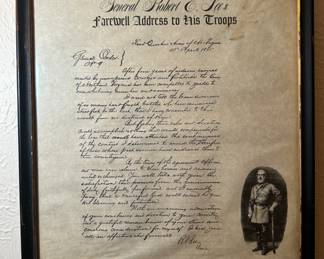 General Robert E. Lee's
Farewell Address to His Troops
Head Quarters Army of
10th April 1865
General Order
No. 9
After four years of arduous service
marked by unsurpassed courage and fortitude the Army
of Northern Virginia has been compelled to yield to
overwhelming numbers and resources.
I need not tell the brave survivors
of so many hard fought battles who have remained
steadfast to the last that I have consented to
from no distrust of them
But feeling that valor and devotion
could accomplish nothing that would compensate for
the loss that would have attended the continuance
of the contest I determined to avoid the sacrifice
of those whose past services have endeared them to their
countrymen.
By the terms of the agreement officers
and men can return to their homes and remain
until exchanged. You will take with you the
satisfaction that proceeds from
of duty faithfully performed and I earnestly
pray that a Merciful God will extend to you
His blessing and protection.
With an unceasing admiration
of your constancy and devotion to your Country
and a grateful remembrance of your kind and
generous consideration for myself I bid you
all an affectionate farewell
R E Lee
Genl